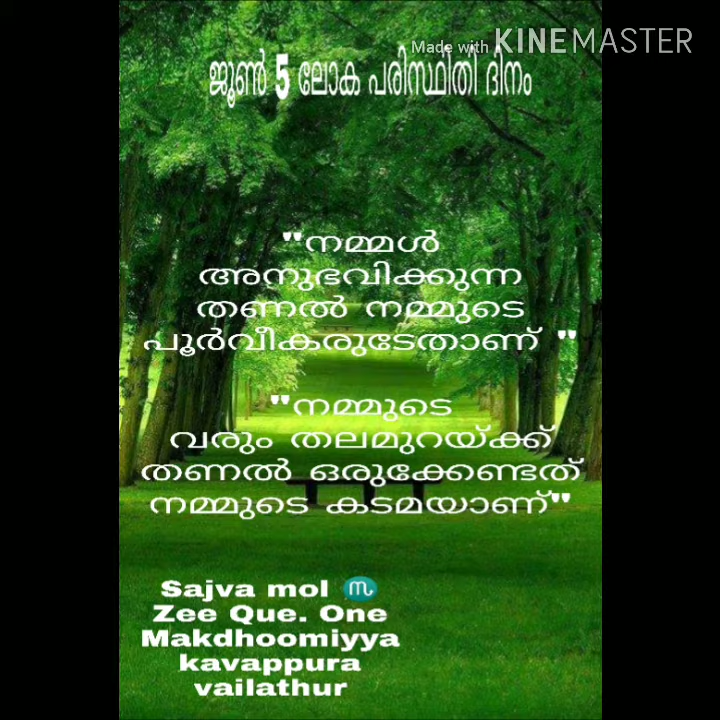 Made with KINEMASTER
ജൂൺ 5 ലോക പരിസ്ഥിതി ദിനം
"നമ്മൾ
അനുഭവിക്കുന്ന
തണൽ നമ്മുടെ
പൂർവീകരുടേതാണ് "
"നമ്മുടെ
വരും തലമുറയ്ക്ക്
തണൽ ഒരുക്കേണ്ടത്
നമ്മുടെ കടമയാണ്"
Sajva mol ♏
Zee Que. One
Makdhoomiyya
kavappura
vailathur